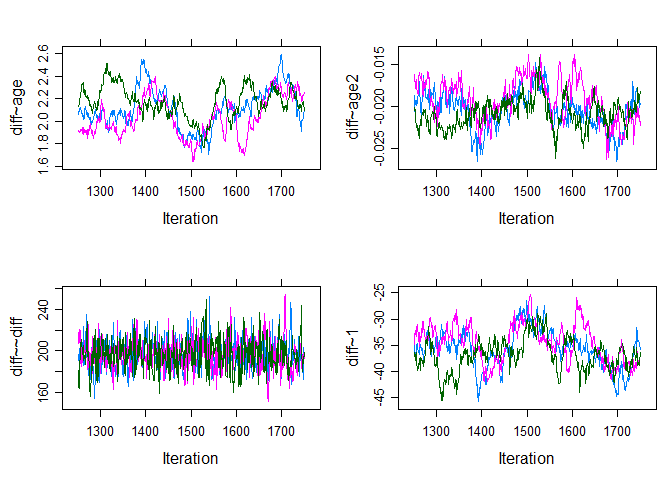 diff~age
1.6 1.8 2.0 2.2 2.4 2.6
1300 1400 1500 1600 1700
Iteration
diff~age2
-0.025 -0.020 -0.015
1300 1400 1500 1600 1700
Iteration
diff~~diff
160 200 240
1300 1400 1500 1600 1700
Iteration
diff~1
-45 -40 -35 -30 -25
1300 1400 1500 1600 1700
Iteration